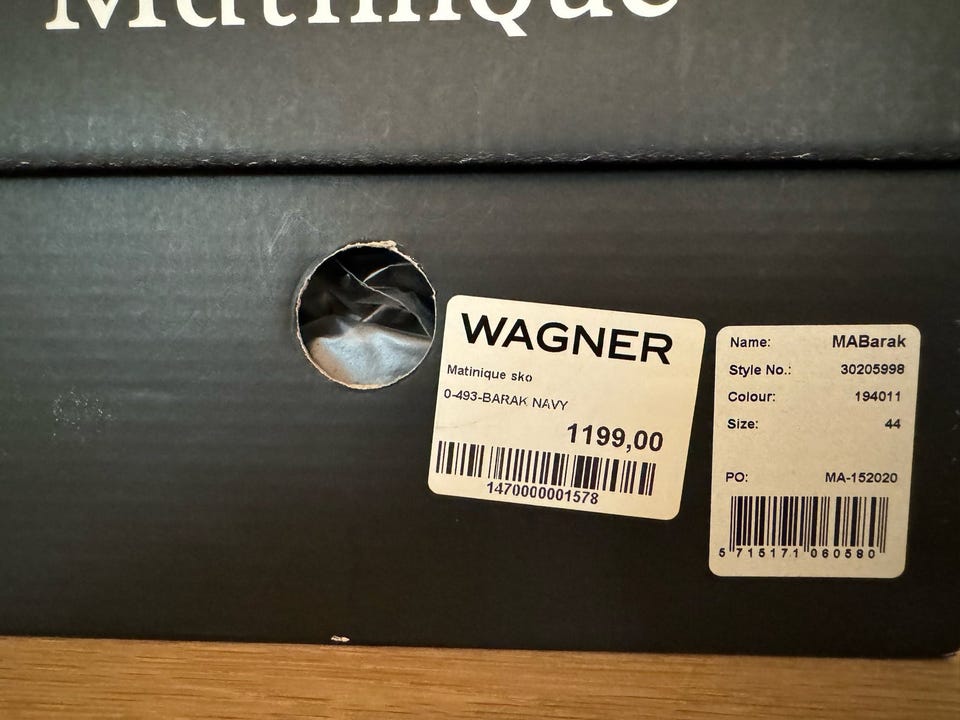 Matinique
WAGNER
Matinique sko
0-493-BARAK NAVY
1199,00
1470000001578
Name: MABarak
Style No.: 30205998
Colour: 194011
Size: 44
PO: MA-152020
5 715171 060580